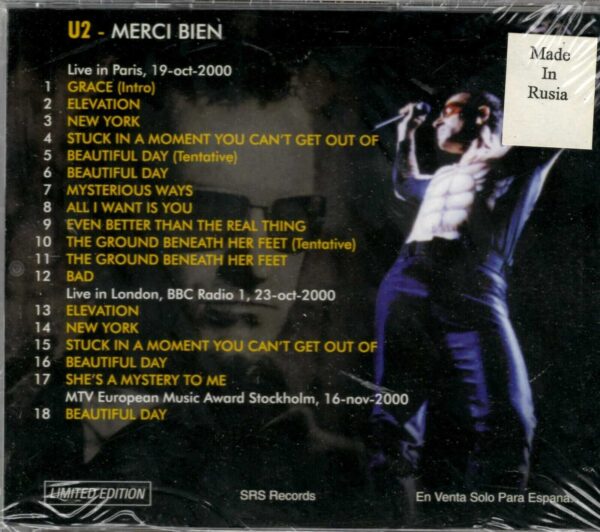 U2 - MERCI BIEN
Made
In
Rusia
Live in Paris, 19-oct-2000
1 GRACE (Intro)
2 ELEVATION
3 NEW YORK
4 STUCK IN A MOMENT YOU CAN'T GET OUT OF
5 BEAUTIFUL DAY (Tentative)
6 BEAUTIFUL DAY
7 MYSTERIOUS WAYS
8 ALL I WANT IS YOU
9 EVEN BETTER THAN THE REAL THING
10 THE GROUND BENEATH HER FEET (Tentative)
11 THE GROUND BENEATH HER FEET
12 BAD
Live in London, BBC Radio 1, 23-oct-2000
13 ELEVATION
14 NEW YORK
15 STUCK IN A MOMENT YOU CAN'T GET OUT OF
16 BEAUTIFUL DAY
17 SHE'S A MYSTERY TO ME
MTV European Music Award Stockholm, 16-nov-2000
18 BEAUTIFUL DAY
LIMITED EDITION
SRS Records
En Venta Solo Para Espana..